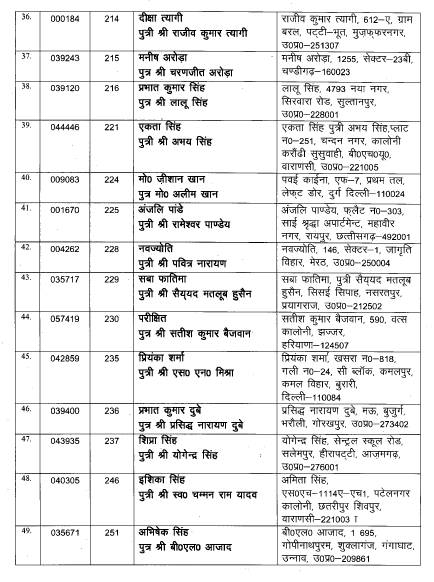 36. 000184 214 दीक्षा त्यागी राजीव कुमार त्यागी, 612-ए, ग्राम
पुत्री श्री राजीव कुमार त्यागी बरल, पट्टी-भूत, मुजफ्फरनगर,
उ0प्र0-251307
37. 039243 215 मनीष अरोड़ा मनीष अरोड़ा, 1255, सेक्टर-23बी,
पुत्र श्री चरणजीत अरोड़ा चण्डीगढ़-160023
38. 039120 216 प्रभात कुमार सिंह लालू सिंह, 4793 नया नगर,
पुत्र श्री लालू सिंह सिरवारा रोड, सुल्तानपुर,
उ0प्र0-228001
39. 044446 221 एकता सिंह एकता सिंह पुत्री अभय सिंह,प्लाट
पुत्री श्री अभय सिंह न0-251, चन्दन नगर, कालोनी
करौंढी सुसुवाही, बी0एच0यू0,
वाराणसी, उ0प्र0-221005
40. 009083 224 मो0 ज़ीशान खान पवई काईना, एफ-7, प्रथम तल,
पुत्र मो0 अलीम खान लेफ्ट डोर, दुर्ग दिल्ली-110024
41. 001670 225 अंजलि पांडे अंजलि पाण्डेय, फ्लैट न0-303,
पुत्री श्री रामेश्वर पाण्डेय साई श्रृद्धा अपार्टमेन्ट, महावीर
नगर, रायपुर, छत्तीसगढ़-492001
42. 004262 228 नवज्योति नवज्योति, 146, सेक्टर-1, जागृति
पुत्री श्री पवित्र नारायण विहार, मेरठ, उ0प्र0-250004
43. 035717 229 सबा फातिमा सबा फातिमा, पुत्री सैय्यद मतलूब
पुत्री श्री सैय्यद मतलूब हुसैन हुसैन, सिसई सिपाह, नसरतपुर,
प्रयागराज, उ0प्र0-212502
44. 057419 230 परीक्षित सतीश कुमार बैजवान, 590, वत्स
पुत्र श्री सतीश कुमार बैजवान कालोनी, झज्जर,
हरियाणा-124507
45. 042859 235 प्रियंका शर्मा प्रियंका शर्मा, खसरा न0-818,
पुत्री श्री एस0 एन0 मिश्रा गली न0-24, सी ब्लॉक, कमलपुर,
कमल विहार, बुरारी,
दिल्ली-110084
46. 039400 236 प्रभात कुमार दुबे प्रसिद्ध नारायण दुबे, मऊ, बुजुर्ग,
पुत्र श्री प्रसिद्ध नारायण दुबे भरौली, गोरखपुर, उ0प्र0-273402
47. 043935 237 शिप्रा सिंह योगेन्द्र सिंह, सेन्ट्रल स्कूल रोड,
पुत्री श्री योगेन्द्र सिंह सलेमपुर, हीरापट्टी, आज़मगढ़,
उ0प्र0-276001
48. 040305 246 इशिका सिंह अमिता सिंह,
पुत्री श्री स्व0 चम्मन राम यादव एस0एच-1114ए-एच1, पटेलनगर
कालोनी, छतरीपुर शिवपुर,
वाराणसी-221003
49. 035671 251 अभिषेक सिंह बी0एल0 आजाद, 1 695,
पुत्र श्री बी0एल0 आजाद गोपीनाथपुरम, शुक्लागंज, गंगाघाट,
उन्नाव, उ0प्र0-209861